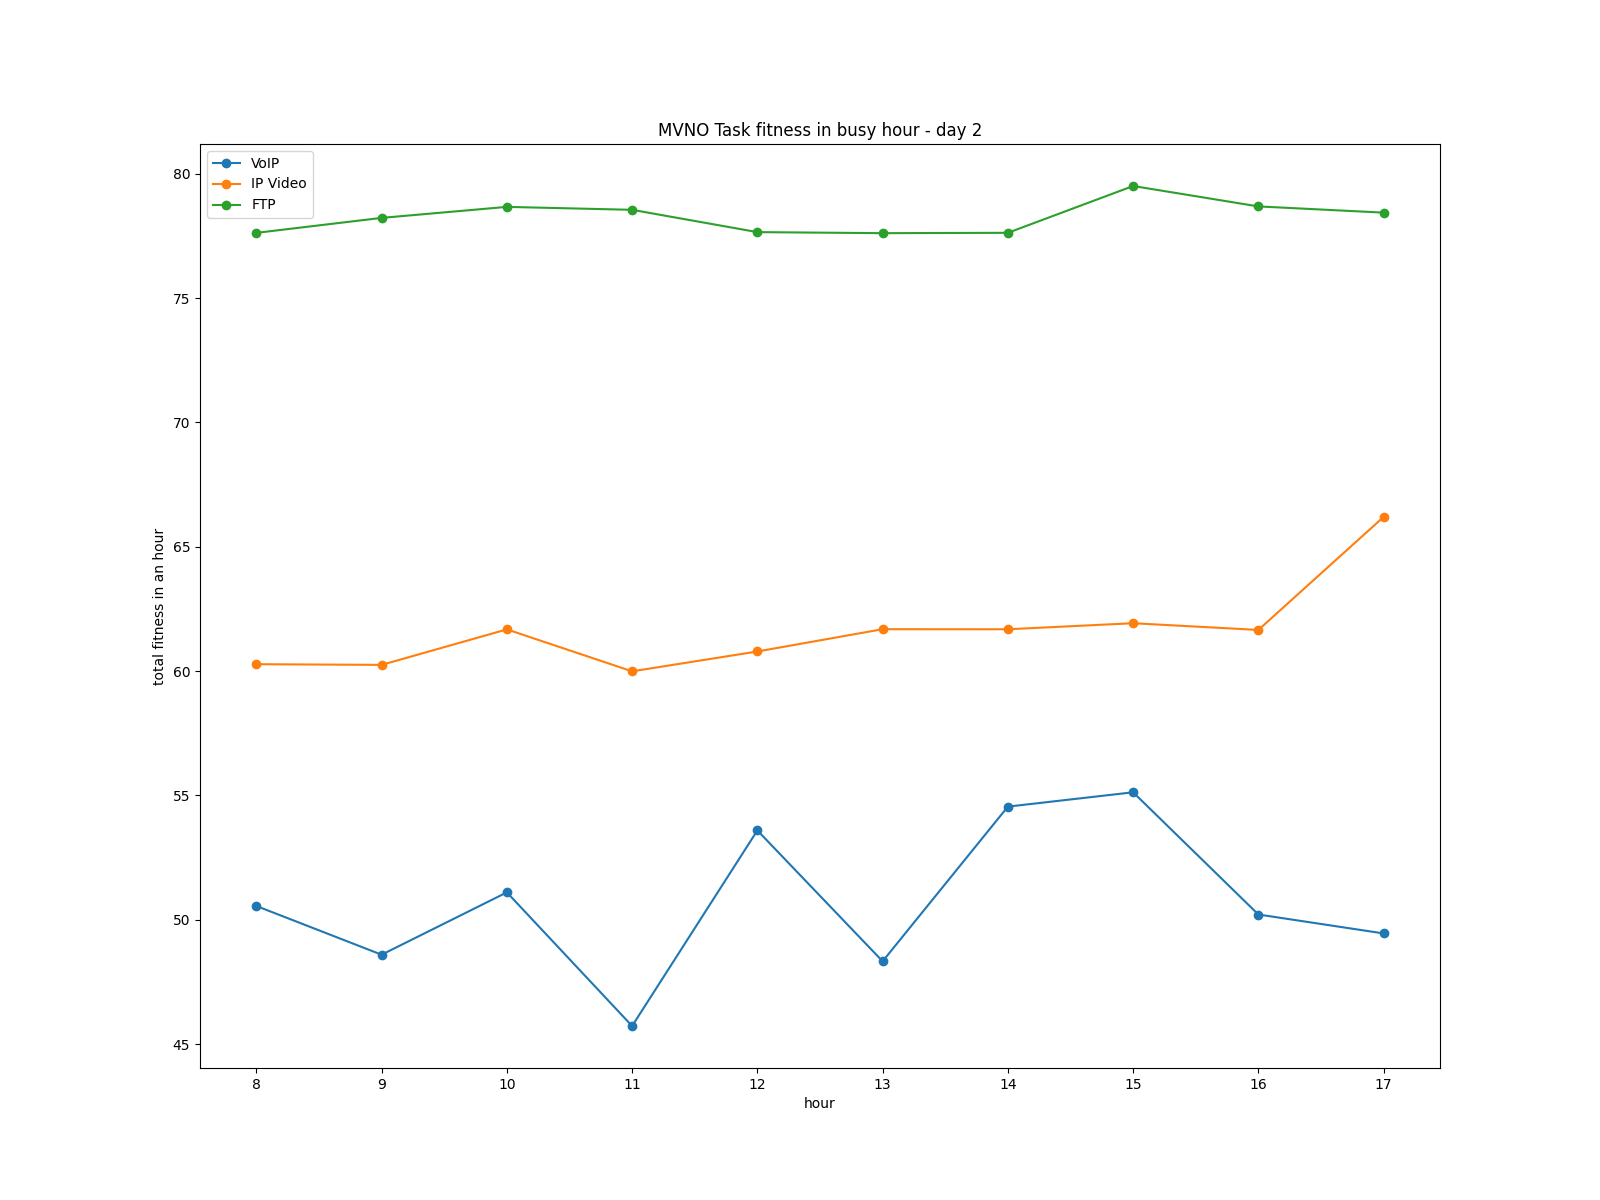 MVNO Task fitness in busy hour - day 2
VoIP
IP Video
FTP
80
75
70
65
60
55
50
45
total fitness in an hour
8 9 10 11 12 13 14 15 16 17
hour